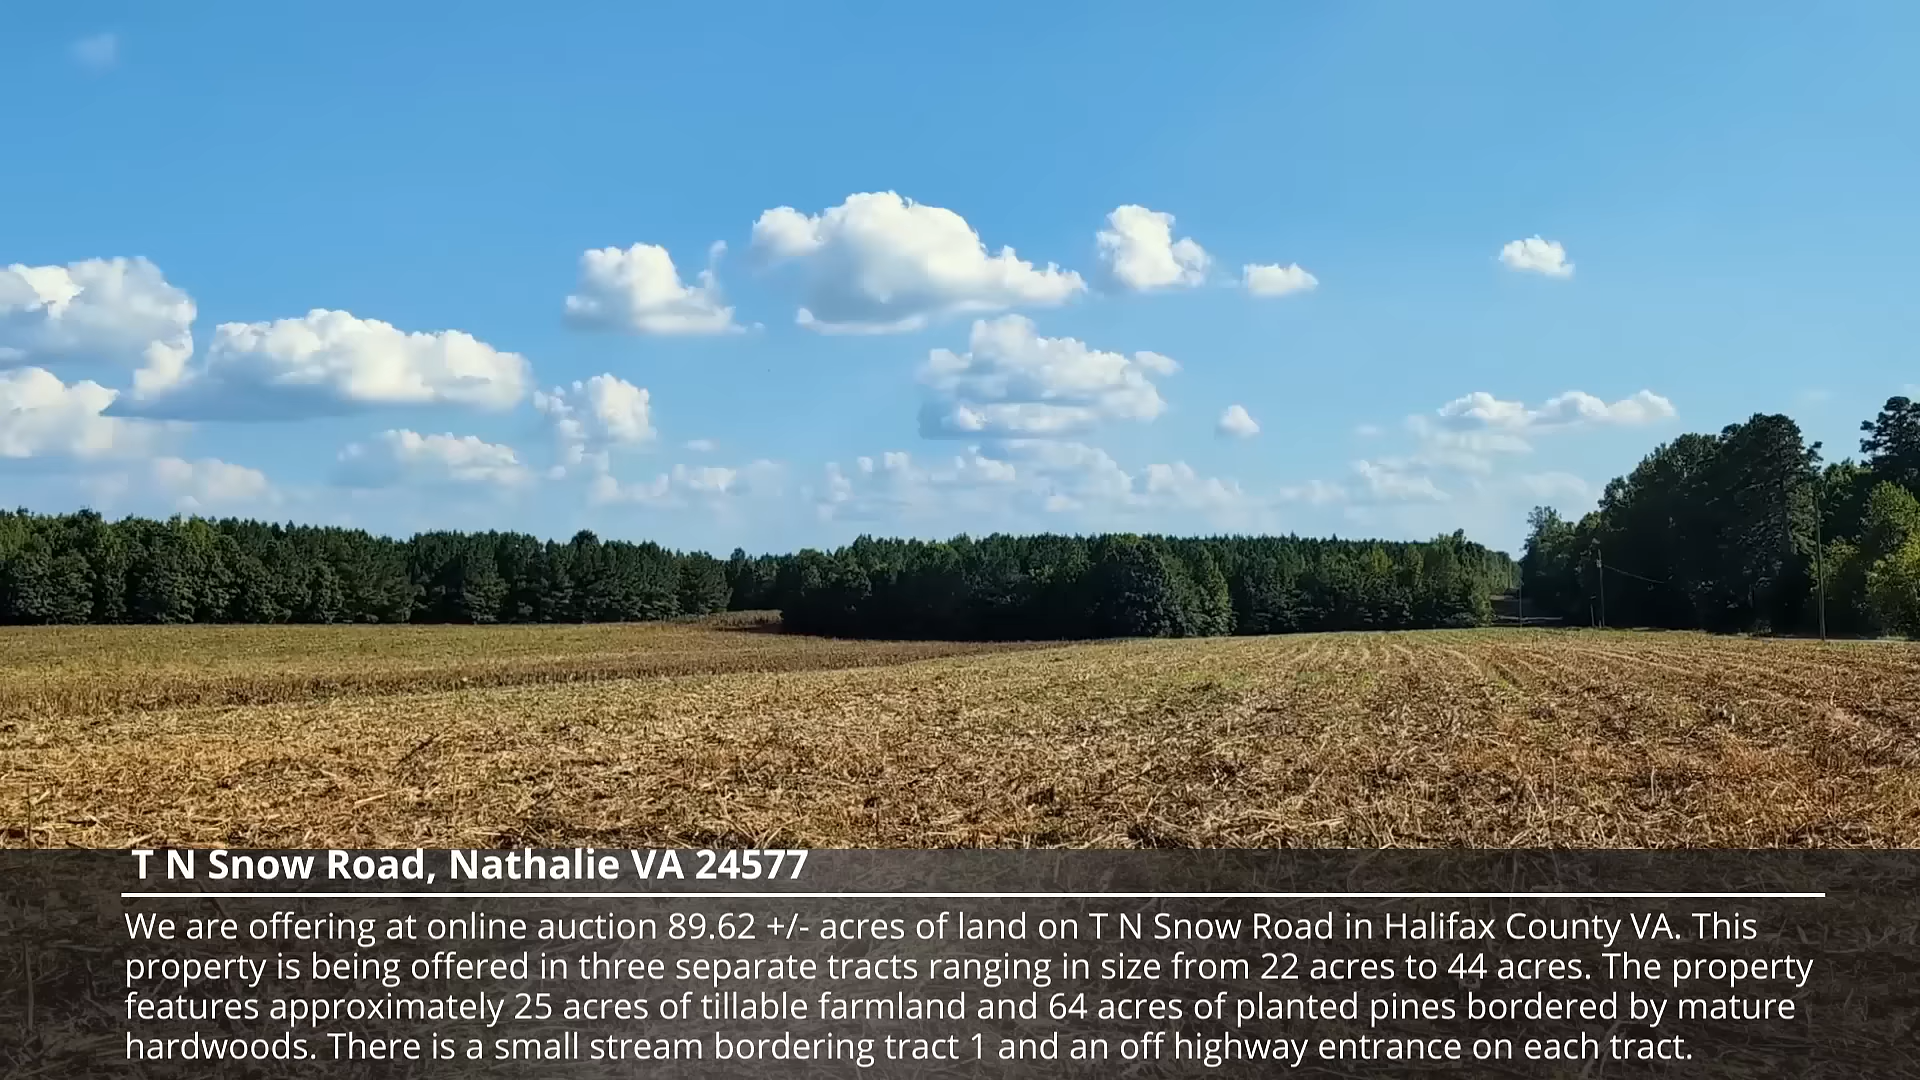 T N Snow Road, Nathalie VA 24577
We are offering at online auction 89.62 +/- acres of land on T N Snow Road in Halifax County VA. This
property is being offered in three separate tracts ranging in size from 22 acres to 44 acres. The property
features approximately 25 acres of tillable farmland and 64 acres of planted pines bordered by mature
hardwoods. There is a small stream bordering tract 1 and an off highway entrance on each tract.